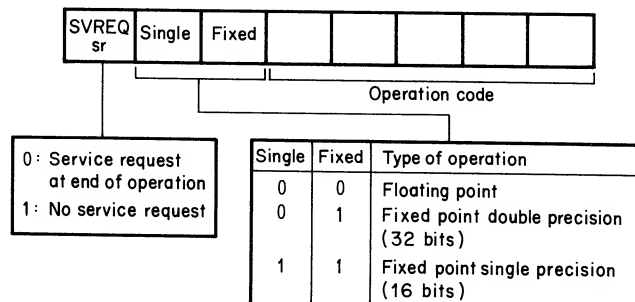 SVREQ
sr
Single
Fixed
Operation code
0: Service request
at end of operation
1: No service request
Single Fixed Type of operation
0 0 Floating point
0 1 Fixed point double precision
(32 bits)
1 1 Fixed point single precision
(16 bits)